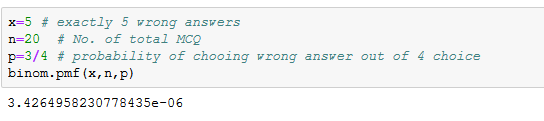 x=5 # exactly 5 wrong answers
n=20  # No. of total MCQ
p=3/4 # probability of chooing wrong answer out of 4 choice
binom.pmf(x,n,p)
3.4264958230778435e-06